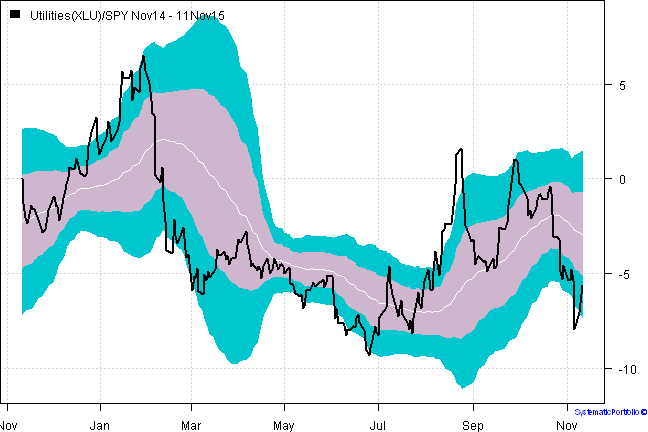 Utilities(XLU)/SPY Nov14 - 11Nov15
5
0
-5
-10
Nov Jan Mar May Jul Sep Nov
SystematicPortfolio ©